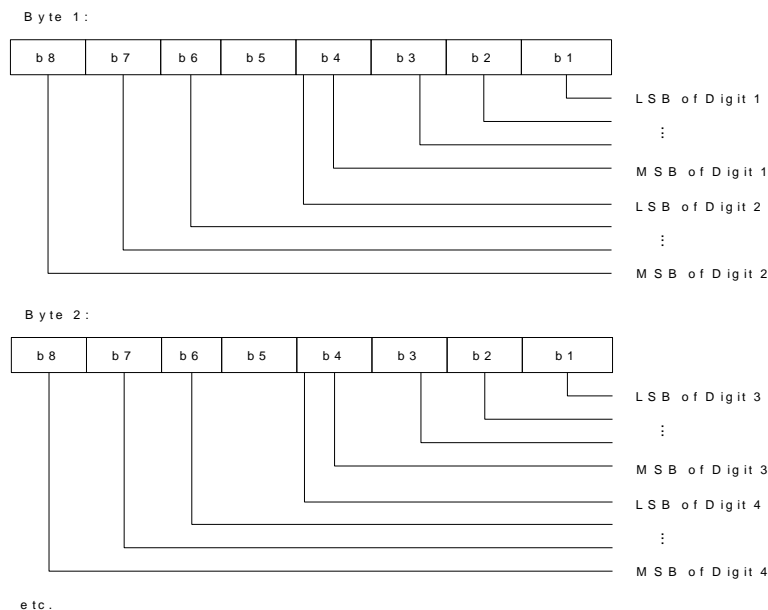 Byte 1:
b8 b7 b6 b5 b4 b3 b2 b1
LSB of Digit 1
⋮
MSB of Digit 1
LSB of Digit 2
⋮
MSB of Digit 2
Byte 2:
b8 b7 b6 b5 b4 b3 b2 b1
LSB of Digit 3
⋮
MSB of Digit 3
LSB of Digit 4
⋮
MSB of Digit 4
etc.